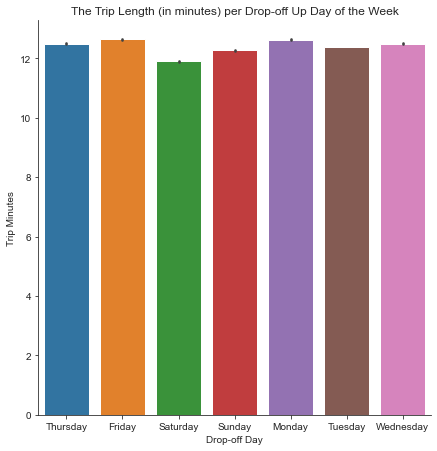 The Trip Length (in minutes) per Drop-off Up Day of the Week
12
10
8
6
4
2
0
Trip Minutes
Thursday Friday Saturday Sunday Monday Tuesday Wednesday
Drop-off Day